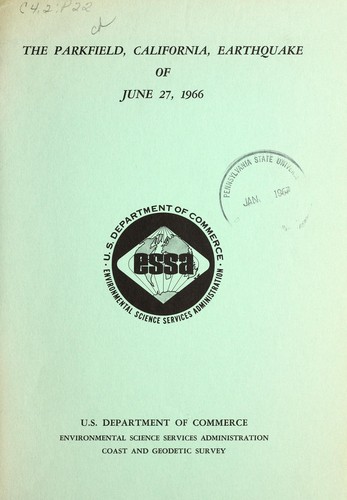 C4.2:P22
THE PARKFIELD, CALIFORNIA, EARTHQUAKE
OF
JUNE 27, 1966
PENNSYLVANIA STATE
JAN.
U.S. DEPARTMENT OF COMMERCE
essa
ENVIRONMENTAL SCIENCE SERVICES ADMINISTRATION
U.S. DEPARTMENT OF COMMERCE
ENVIRONMENTAL SCIENCE SERVICES ADMINISTRATION
COAST AND GEODETIC SURVEY